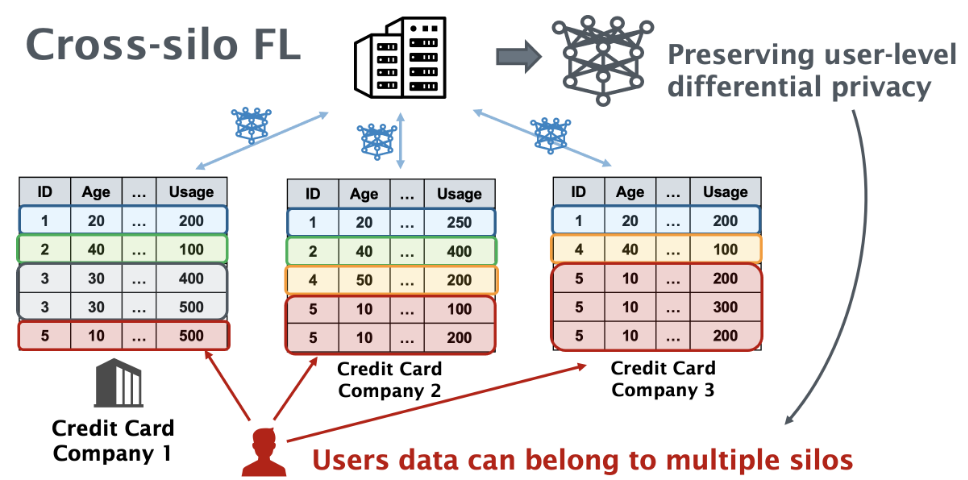 Cross-silo FL
Preserving user-level
differential privacy
ID Age ... Usage
1 20 ... 200
2 40 ... 100
3 30 ... 400
3 30 ... 500
5 10 ... 500
Credit Card
Company 1
ID Age ... Usage
1 20 ... 250
2 40 ... 400
4 50 ... 200
5 10 ... 100
5 10 ... 200
Credit Card
Company 2
ID Age ... Usage
1 20 ... 200
4 40 ... 100
5 10 ... 200
5 10 ... 300
5 10 ... 200
Credit Card
Company 3
Users data can belong to multiple silos